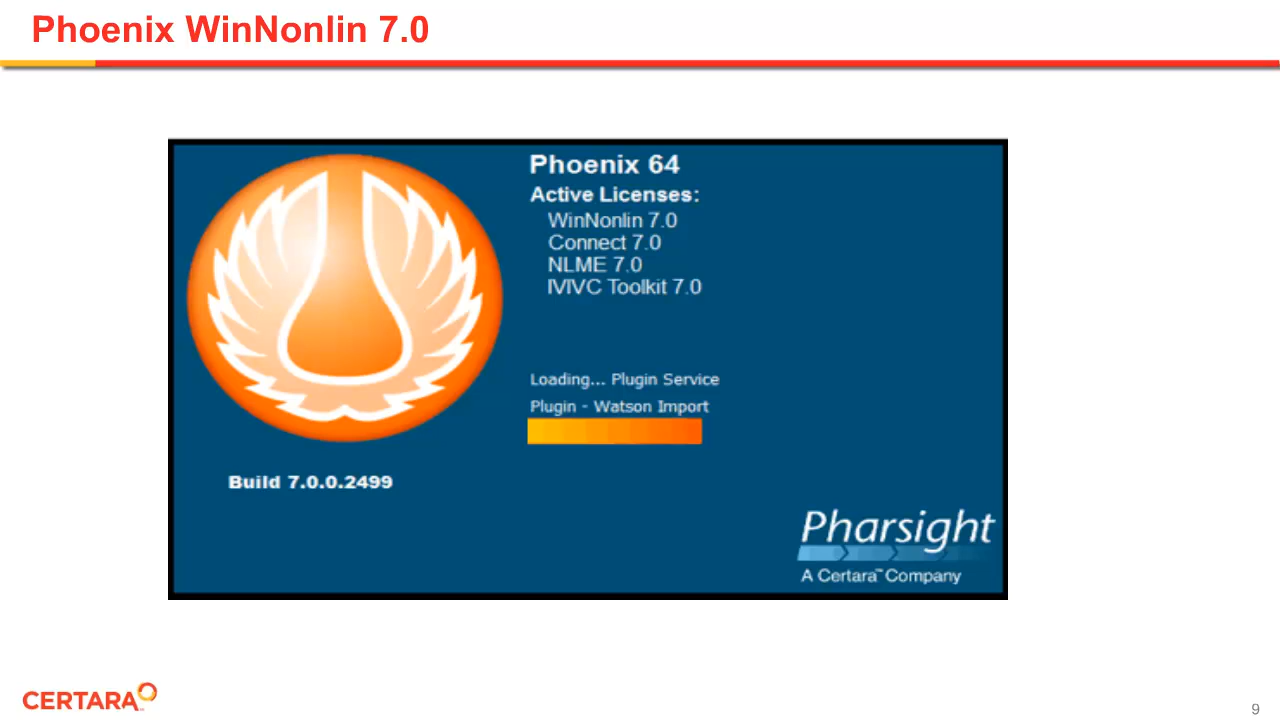 Phoenix WinNonlin 7.0
Phoenix 64
Active Licenses:
WinNonlin 7.0
Connect 7.0
NLME 7.0
IVIVC Toolkit 7.0
Loading... Plugin Service
Plugin - Watson Import
Build 7.0.0.2499
Pharsight
A Certara™ Company
CERTARA
9